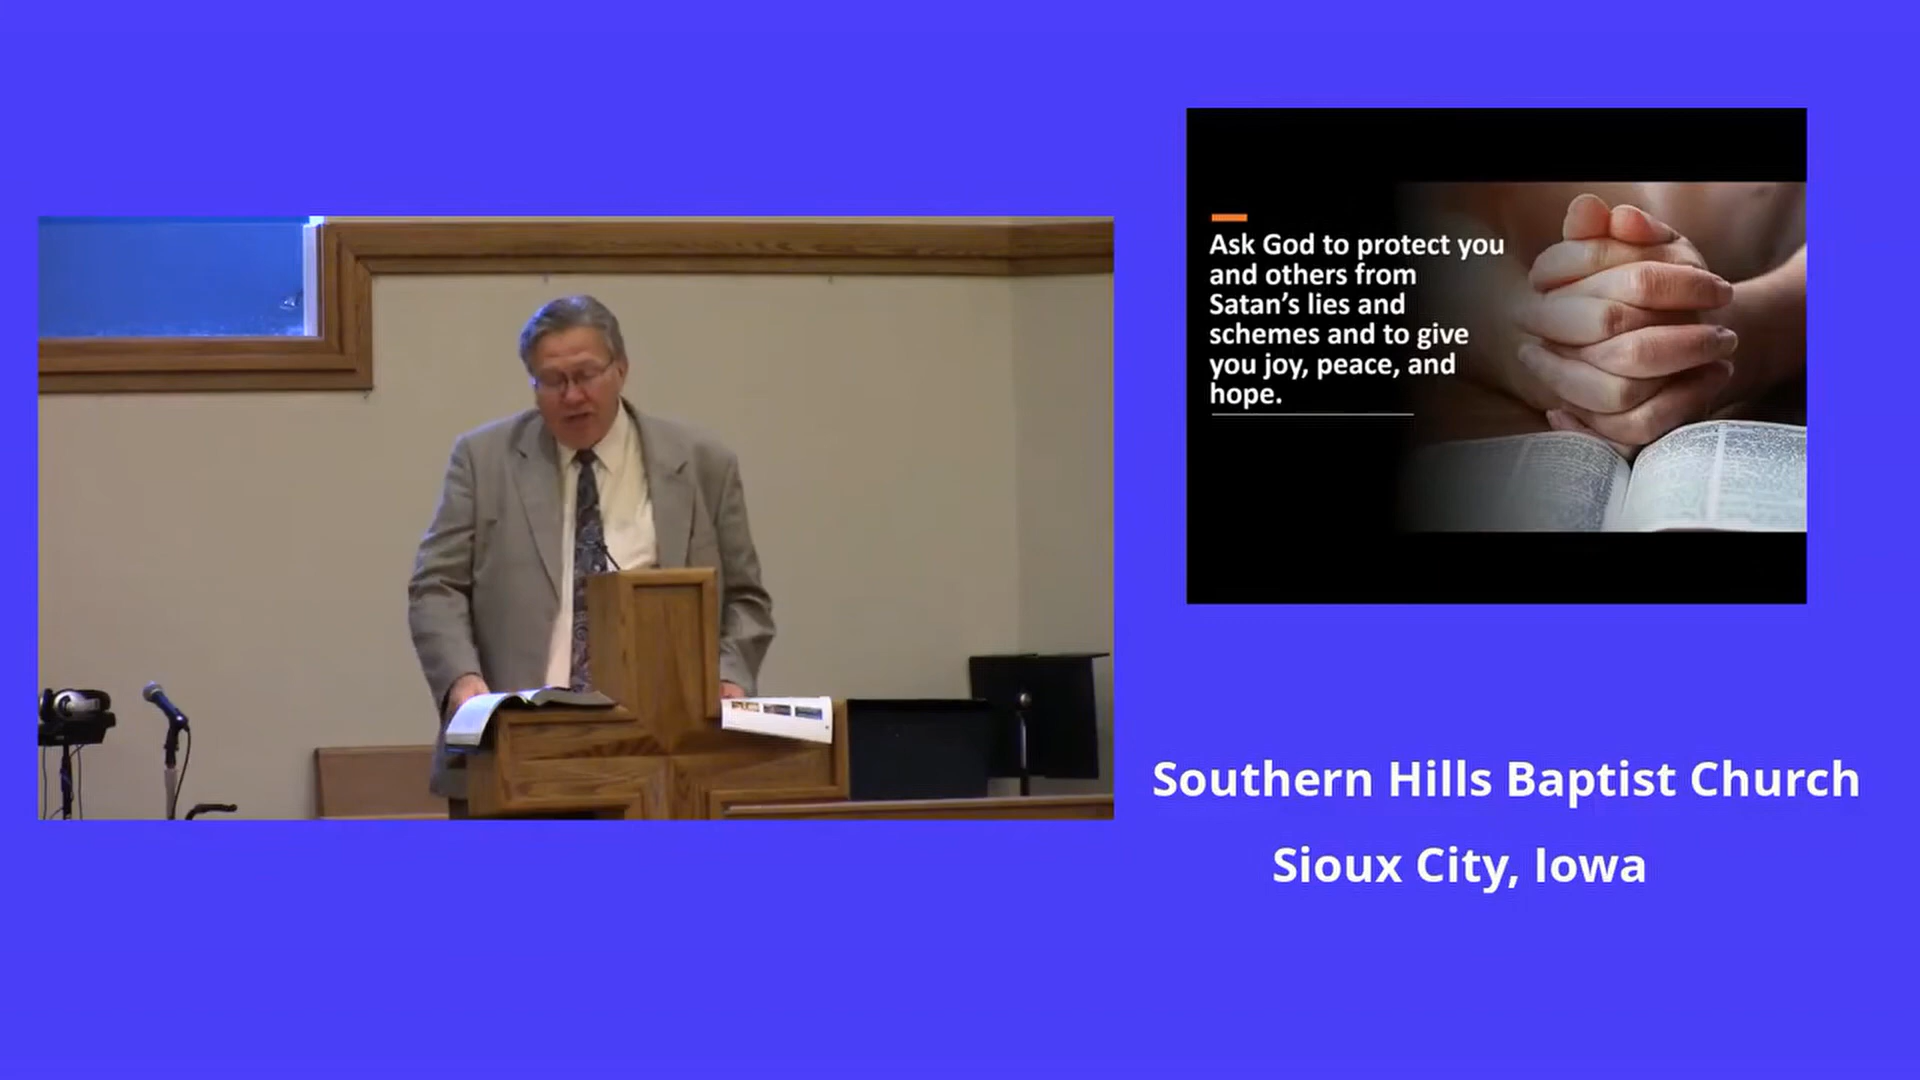 Ask God to protect you
and others from
Satan's lies and
schemes and to give
you joy, peace, and
hope.
Southern Hills Baptist Church
Sioux City, Iowa